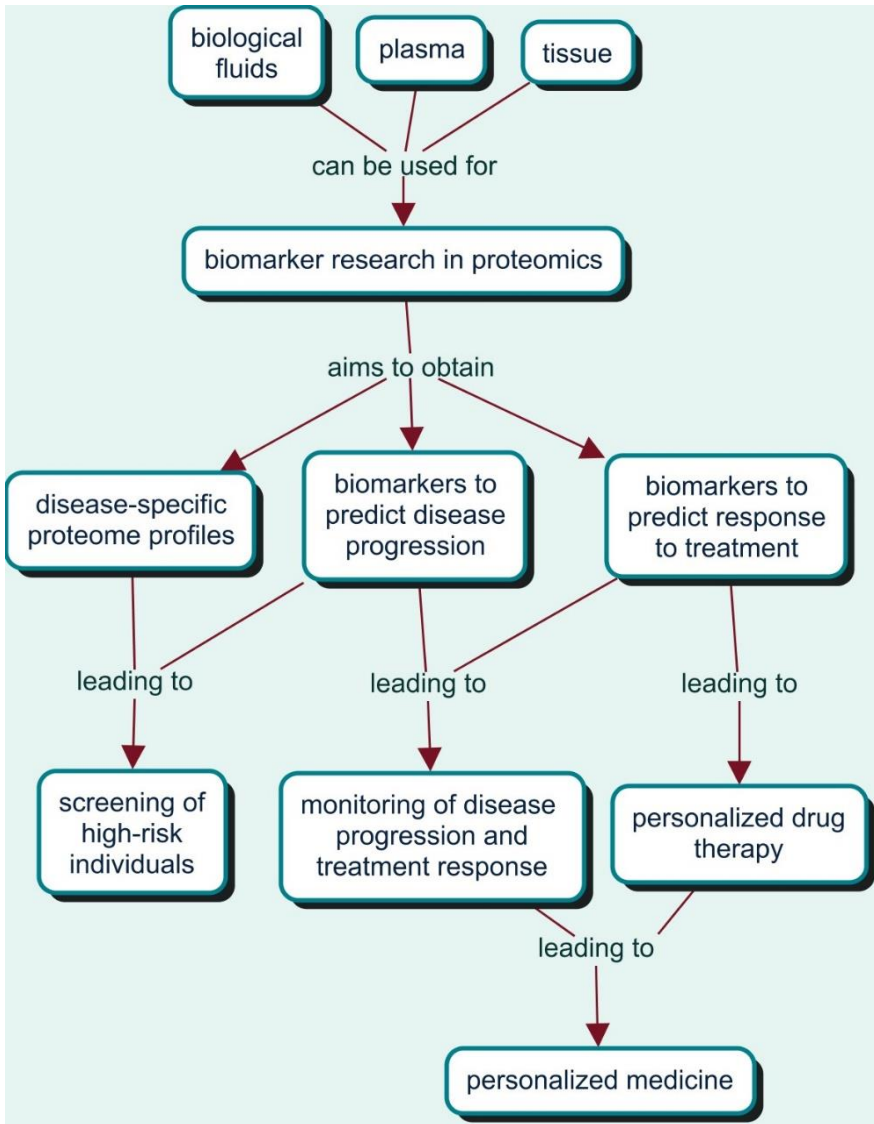 biological
fluids
plasma
tissue
can be used for
biomarker research in proteomics
aims to obtain
disease-specific
proteome profiles
biomarkers to
predict disease
progression
biomarkers to
predict response
to treatment
leading to
leading to
leading to
screening of
high-risk
individuals
monitoring of disease
progression and
treatment response
personalized drug
therapy
leading to
personalized medicine